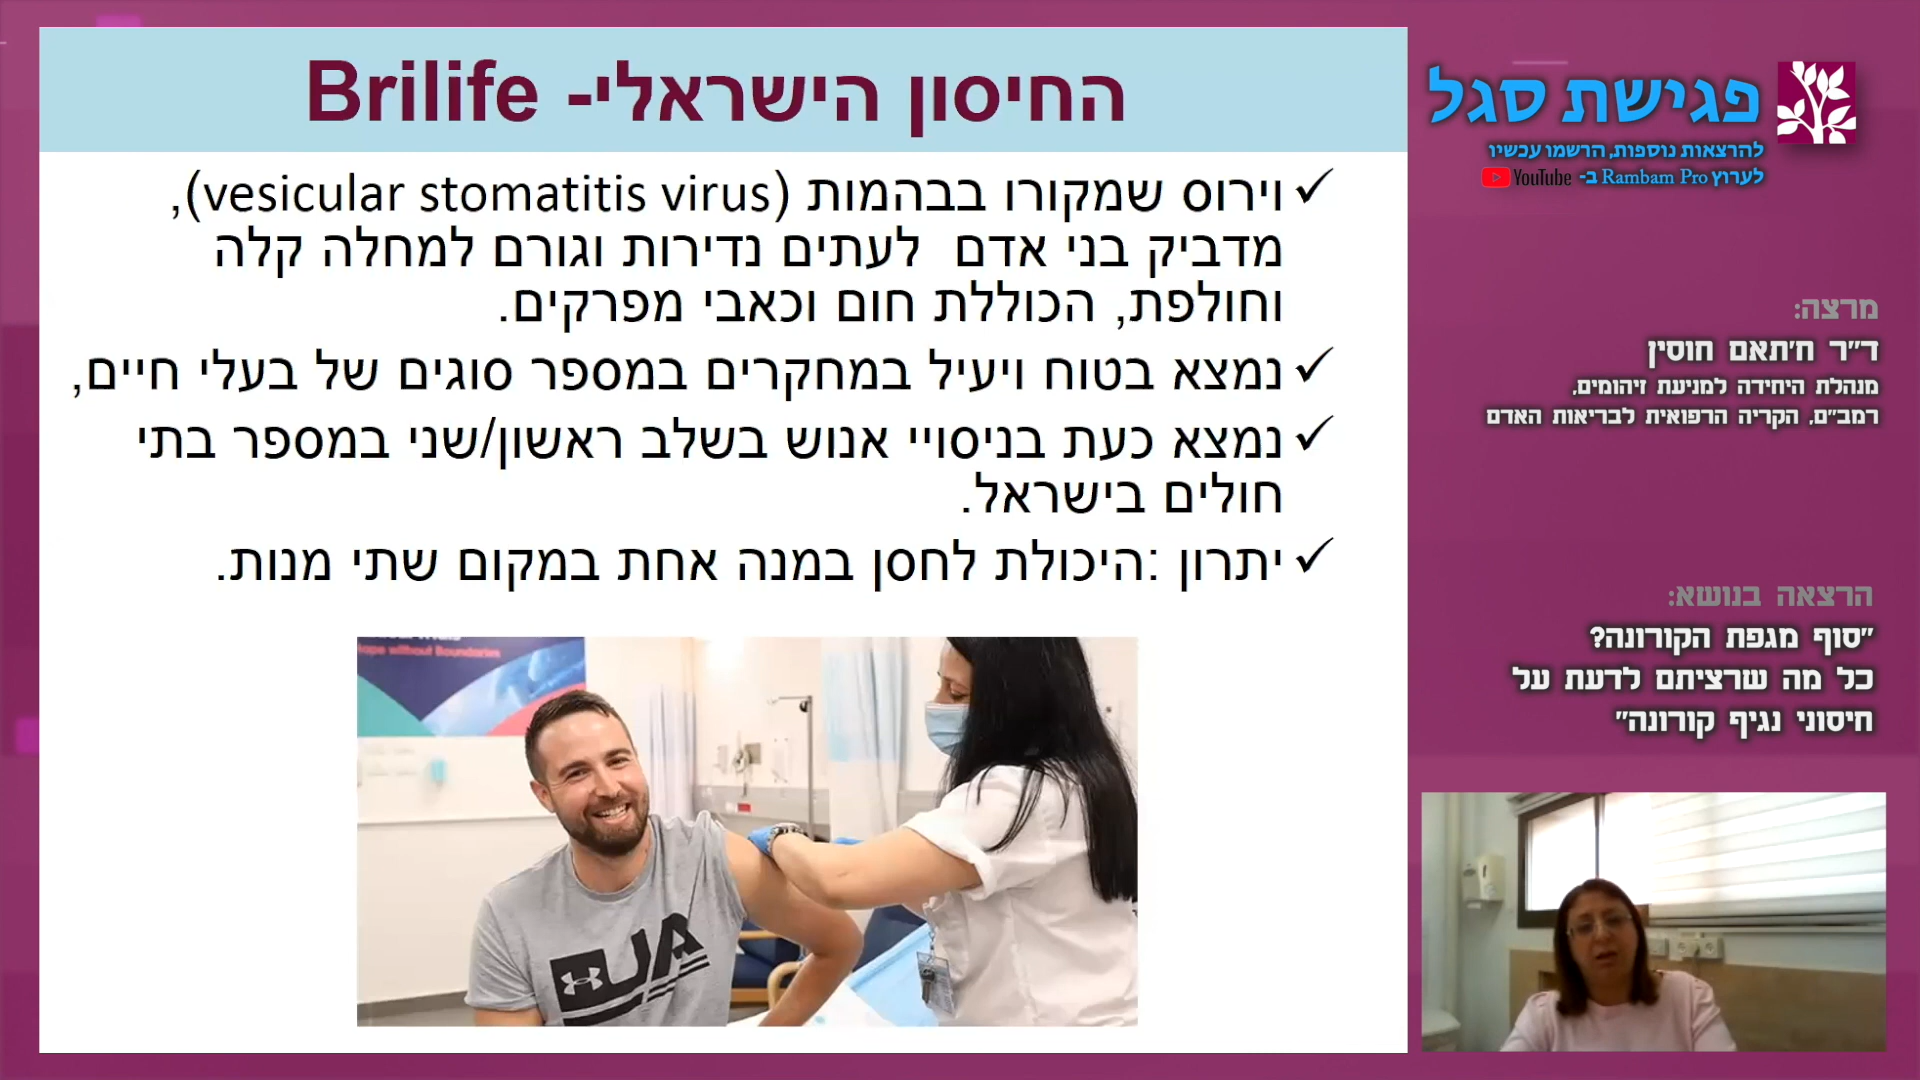 החיסון הישראלי- Brilife
וירוס שמקורו בבהמות (vesicular stomatitis virus),
מדביק בני אדם לעתים נדירות וגורם למחלה קלה
וחולפת, הכוללת חום וכאבי מפרקים.
נמצא בטוח ויעיל במחקרים במספר סוגים של בעלי חיים,
נמצא כעת בניסויי אנוש בשלב ראשון/שני במספר בתי
חולים בישראל.
יתרון :היכולת לחסן במנה אחת במקום שתי מנות.
without Boundaries
UA
פגישת סגל
להרצאות נוספות, הרשמו עכשיו
לערוץ Rambam Pro ב- YouTube
מרצה:
ד"ר ח'תאם חוסין
מנהלת היחידה למניעת זיהומים,
רמב"ם, הקריה הרפואית לבריאות האדם
הרצאה בנושא:
"סוף מגפת הקורונה?
כל מה שרציתם לדעת על
חיסוני נגיף קורונה"